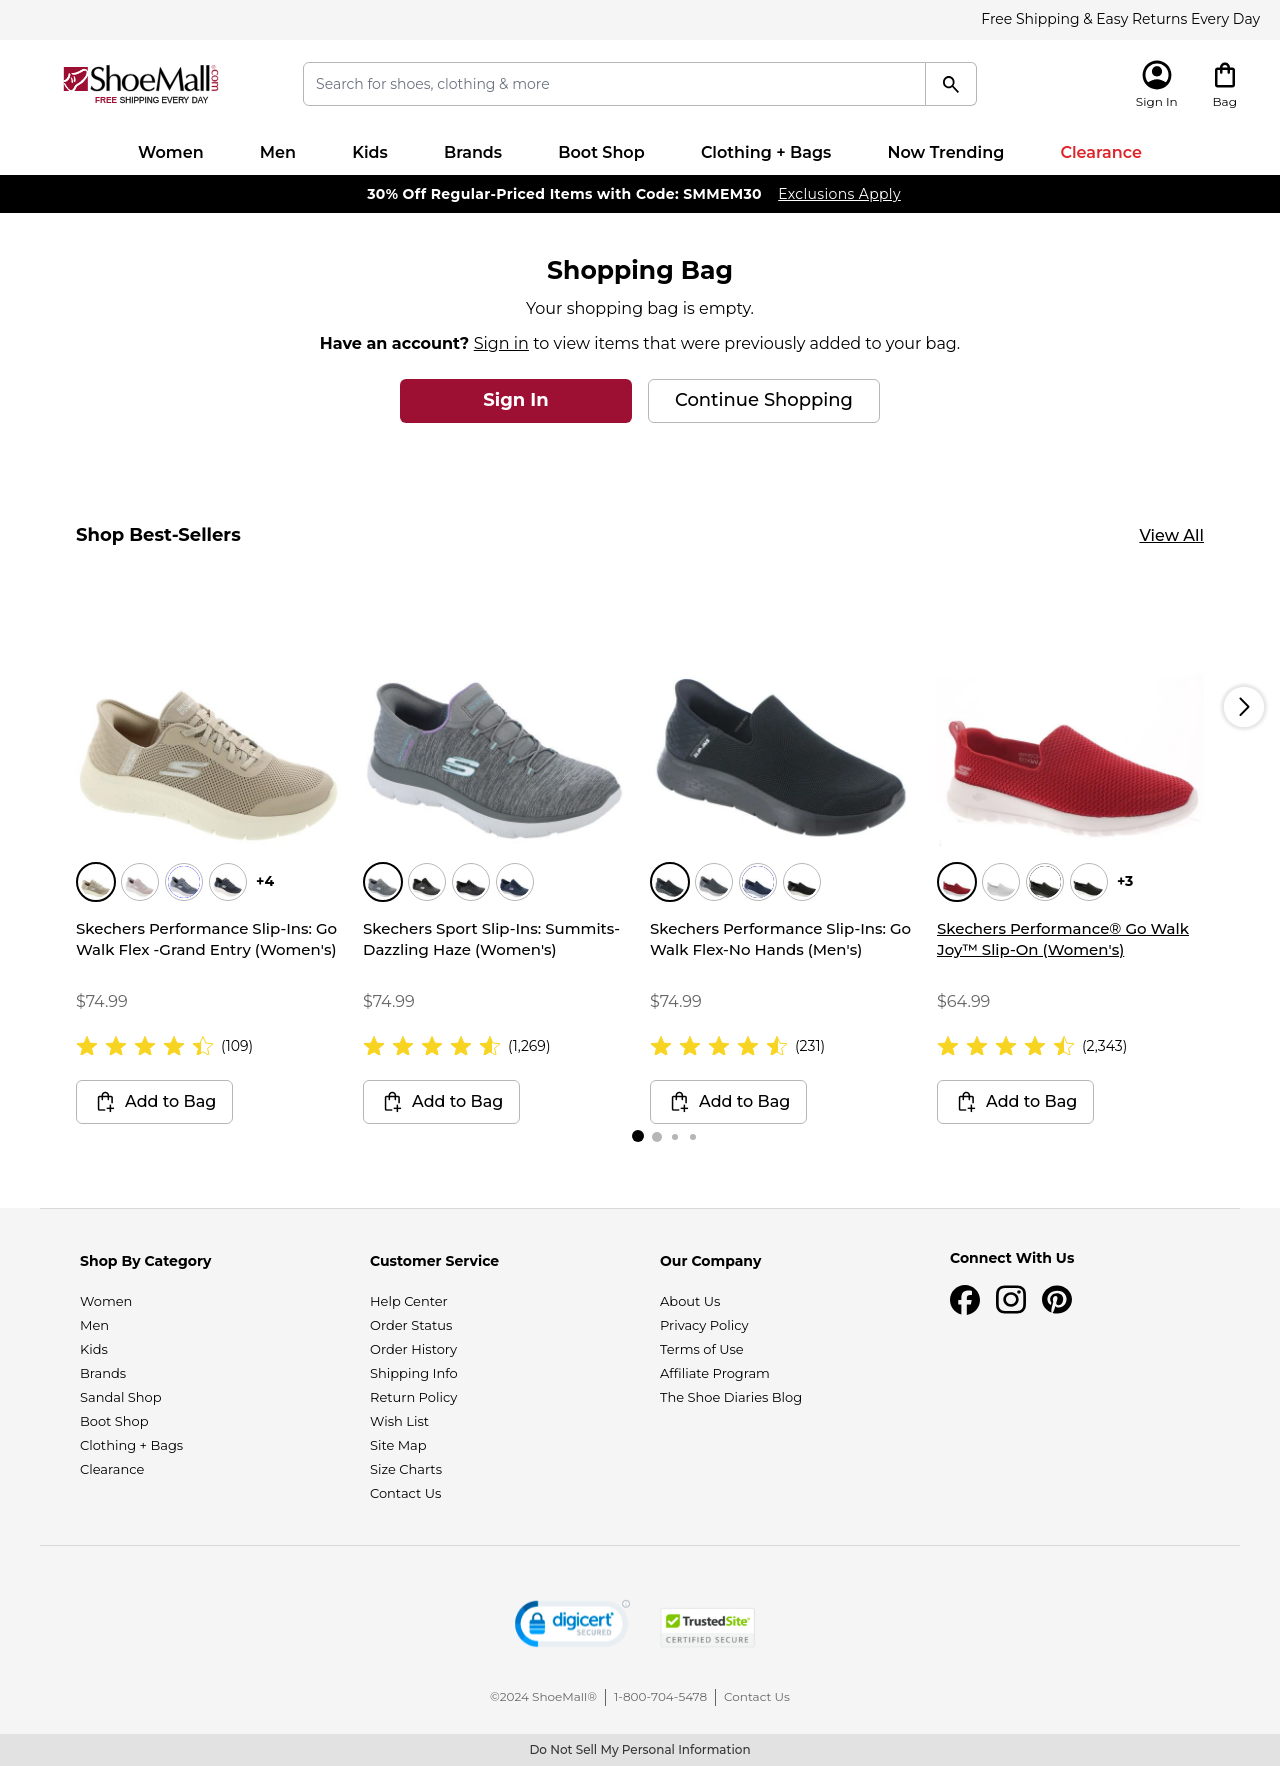 Free Shipping & Easy Returns Every Day
ShoeMall.com
FREE SHIPPING EVERY DAY
Search for shoes, clothing & more
Sign In
Bag
Women
Men
Kids
Brands
Boot Shop
Clothing + Bags
Now Trending
Clearance
30% Off Regular-Priced Items with Code: SMMEM30 Exclusions Apply
Shopping Bag
Your shopping bag is empty.
Have an account? Sign in to view items that were previously added to your bag.
Sign In
Continue Shopping
Shop Best-Sellers
View All
+4
Skechers Performance Slip-Ins: Go
Walk Flex -Grand Entry (Women's)
$74.99
(109)
Add to Bag
Skechers Sport Slip-Ins: Summits-
Dazzling Haze (Women's)
$74.99
(1,269)
Add to Bag
Skechers Performance Slip-Ins: Go
Walk Flex-No Hands (Men's)
$74.99
(231)
Add to Bag
+3
Skechers Performance® Go Walk
Joy™ Slip-On (Women's)
$64.99
(2,343)
Add to Bag
Shop By Category
Women
Men
Kids
Brands
Sandal Shop
Boot Shop
Clothing + Bags
Clearance
Customer Service
Help Center
Order Status
Order History
Shipping Info
Return Policy
Wish List
Site Map
Size Charts
Contact Us
Our Company
About Us
Privacy Policy
Terms of Use
Affiliate Program
The Shoe Diaries Blog
Connect With Us
digicert
SECURED
TrustedSite
CERTIFIED SECURE
©2024 ShoeMall®
1-800-704-5478
Contact Us
Do Not Sell My Personal Information